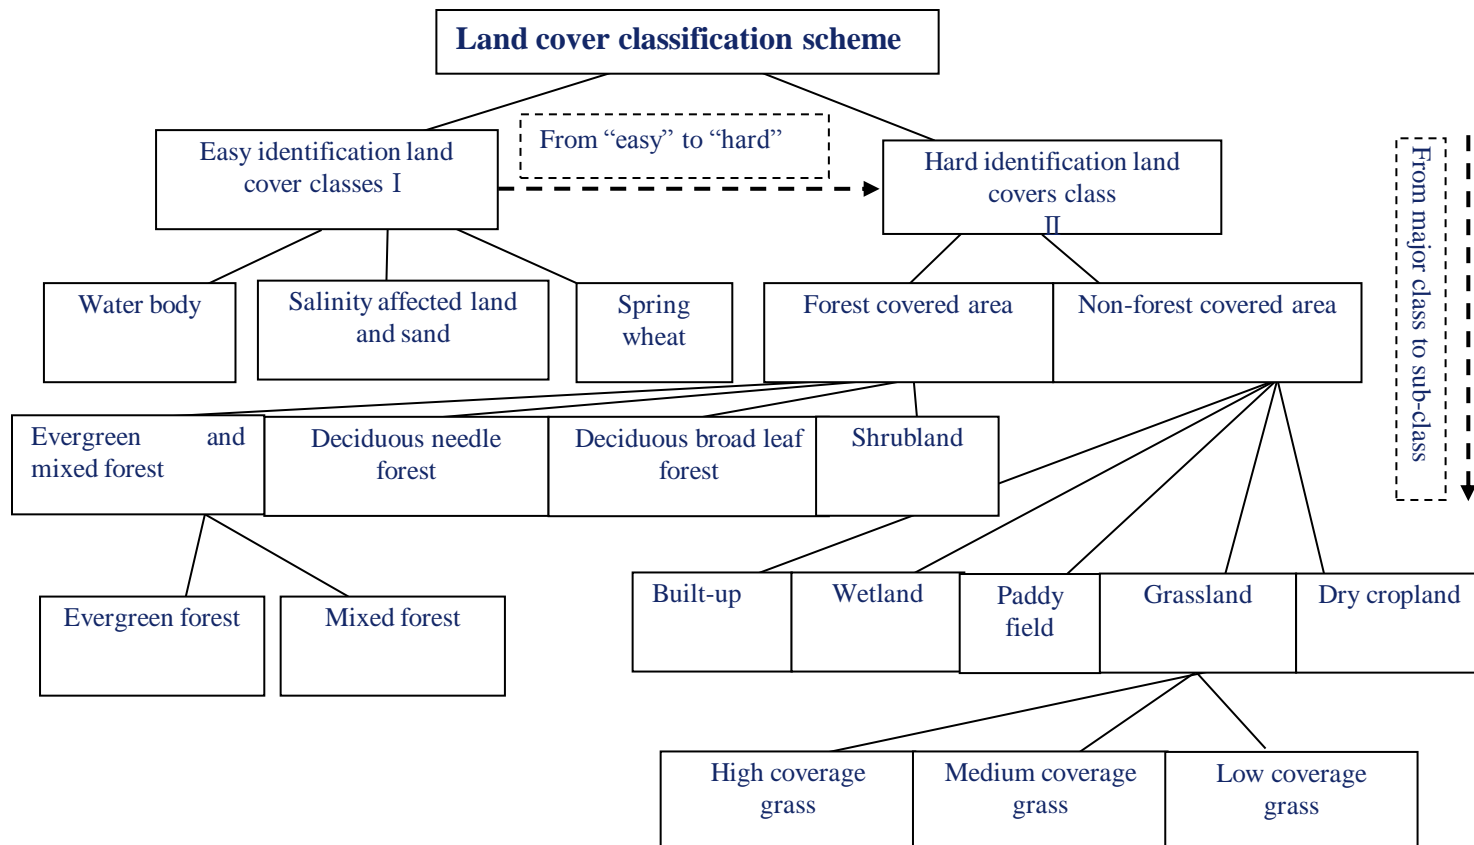 Land cover classification scheme
From “easy” to “hard”
Easy identification land
cover classes Ⅰ
Hard identification land
covers class
Ⅱ
From major class to sub-class
Water body
Salinity affected land
and sand
Spring
wheat
Forest covered area
Non-forest covered area
Evergreen and
mixed forest
Deciduous needle
forest
Deciduous broad leaf
forest
Shrubland
Evergreen forest
Mixed forest
Built-up
Wetland
Paddy
field
Grassland
Dry cropland
High coverage
grass
Medium coverage
grass
Low coverage
grass